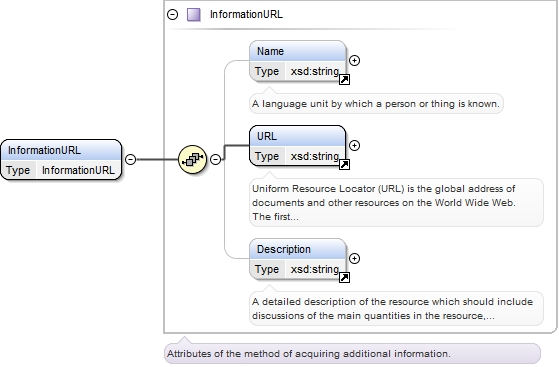 InformationURL
Name
Type xsd:string
A language unit by which a person or thing is known.
InformationURL
Type InformationURL
URL
Type xsd:string
Uniform Resource Locator (URL) is the global address of
documents and other resources on the World Wide Web.
The first...
Description
Type xsd:string
A detailed description of the resource which should include
discussions of the main quantities in the resource,...
Attributes of the method of acquiring additional information.